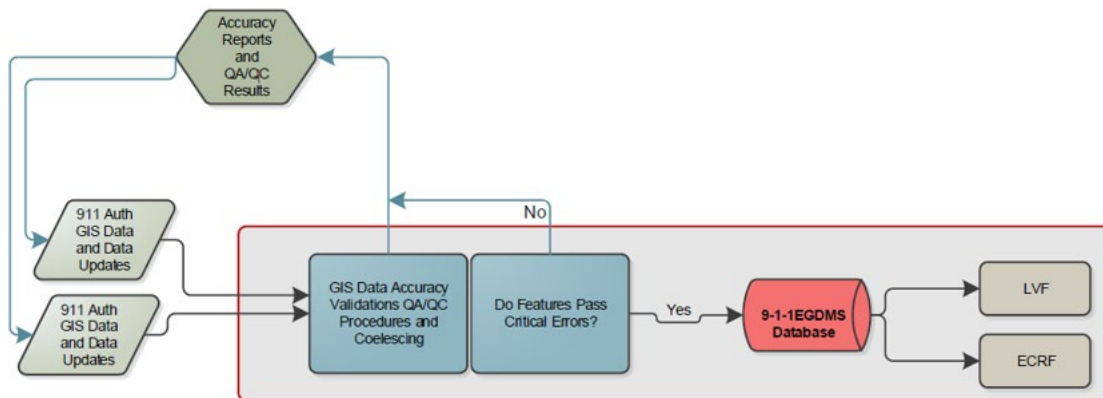 Accuracy
Reports
and
QA/QC
Results
No
911 Auth
GIS Data
and Data
Updates
911 Auth
GIS Data
and Data
Updates
GIS Data Accuracy
Validations QA/QC
Procedures and
Coelescing
Do Features Pass
Critical Errors?
Yes
9-1-1EGDMS
Database
LVF
ECRF